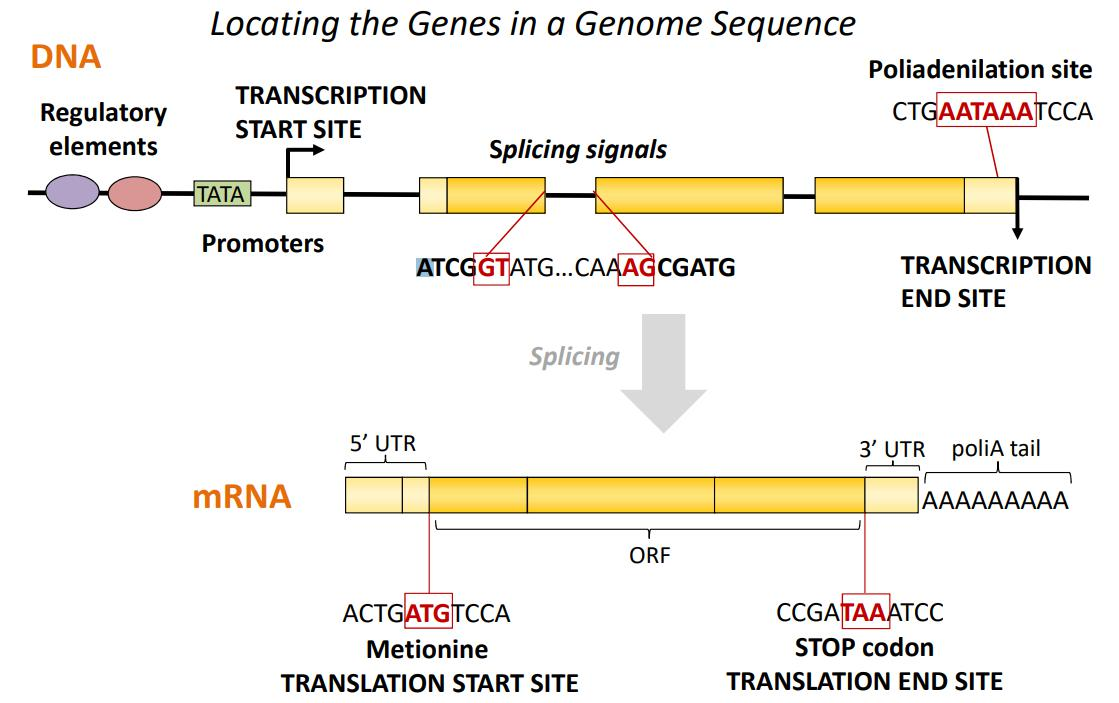 Locating the Genes in a Genome Sequence
DNA
Regulatory
elements
TATA
Promoters
TRANSCRIPTION
START SITE
Splicing signals
ATCGGTATG...CAAAGCGATG
Poliadenilation site
CTGAATAAATCCA
TRANSCRIPTION
END SITE
Splicing
mRNA
5’ UTR
3’ UTR
poliA tail
AAAAAAAAA
ORF
ACTGATGTCCA
Metionine
TRANSLATION START SITE
CCGATAAATCC
STOP codon
TRANSLATION END SITE